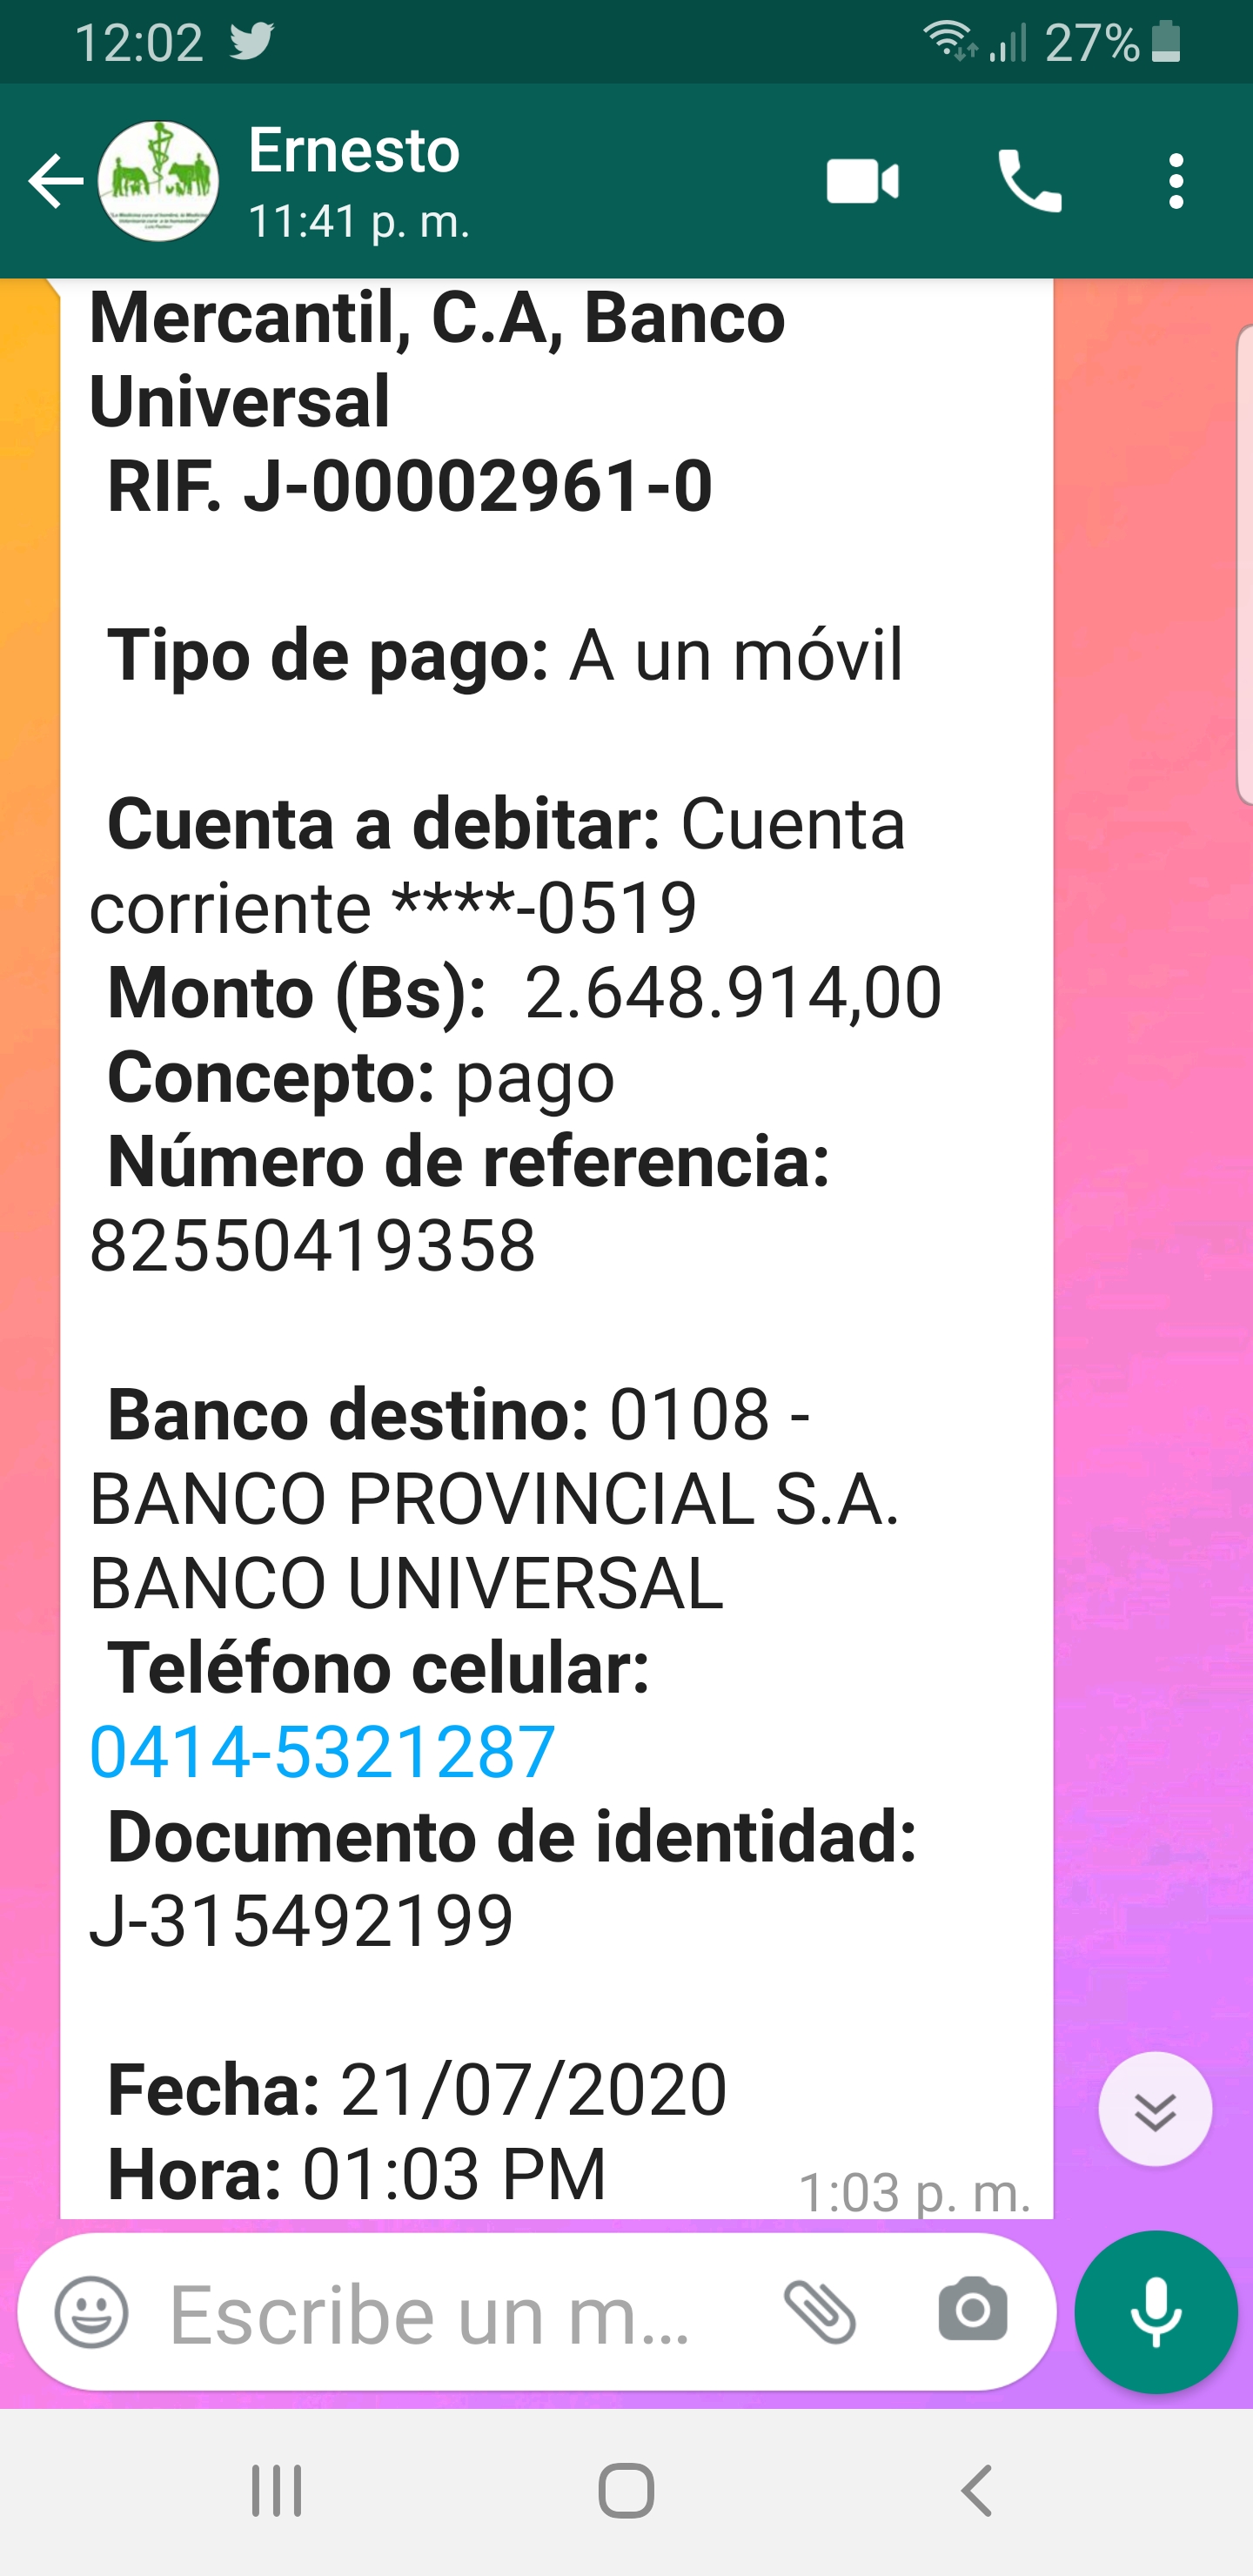 12:02 27%
Ernesto
11:41 p. m.
Mercantil, C.A, Banco
Universal
RIF. J-00002961-0
Tipo de pago: A un móvil
Cuenta a debitar: Cuenta
corriente ****-0519
Monto (Bs): 2.648.914,00
Concepto: pago
Número de referencia:
82550419358
Banco destino: 0108 -
BANCO PROVINCIAL S.A.
BANCO UNIVERSAL
Teléfono celular:
0414-5321287
Documento de identidad:
J-315492199
Fecha: 21/07/2020
Hora: 01:03 PM
1:03 p. m.
Escribe un m...